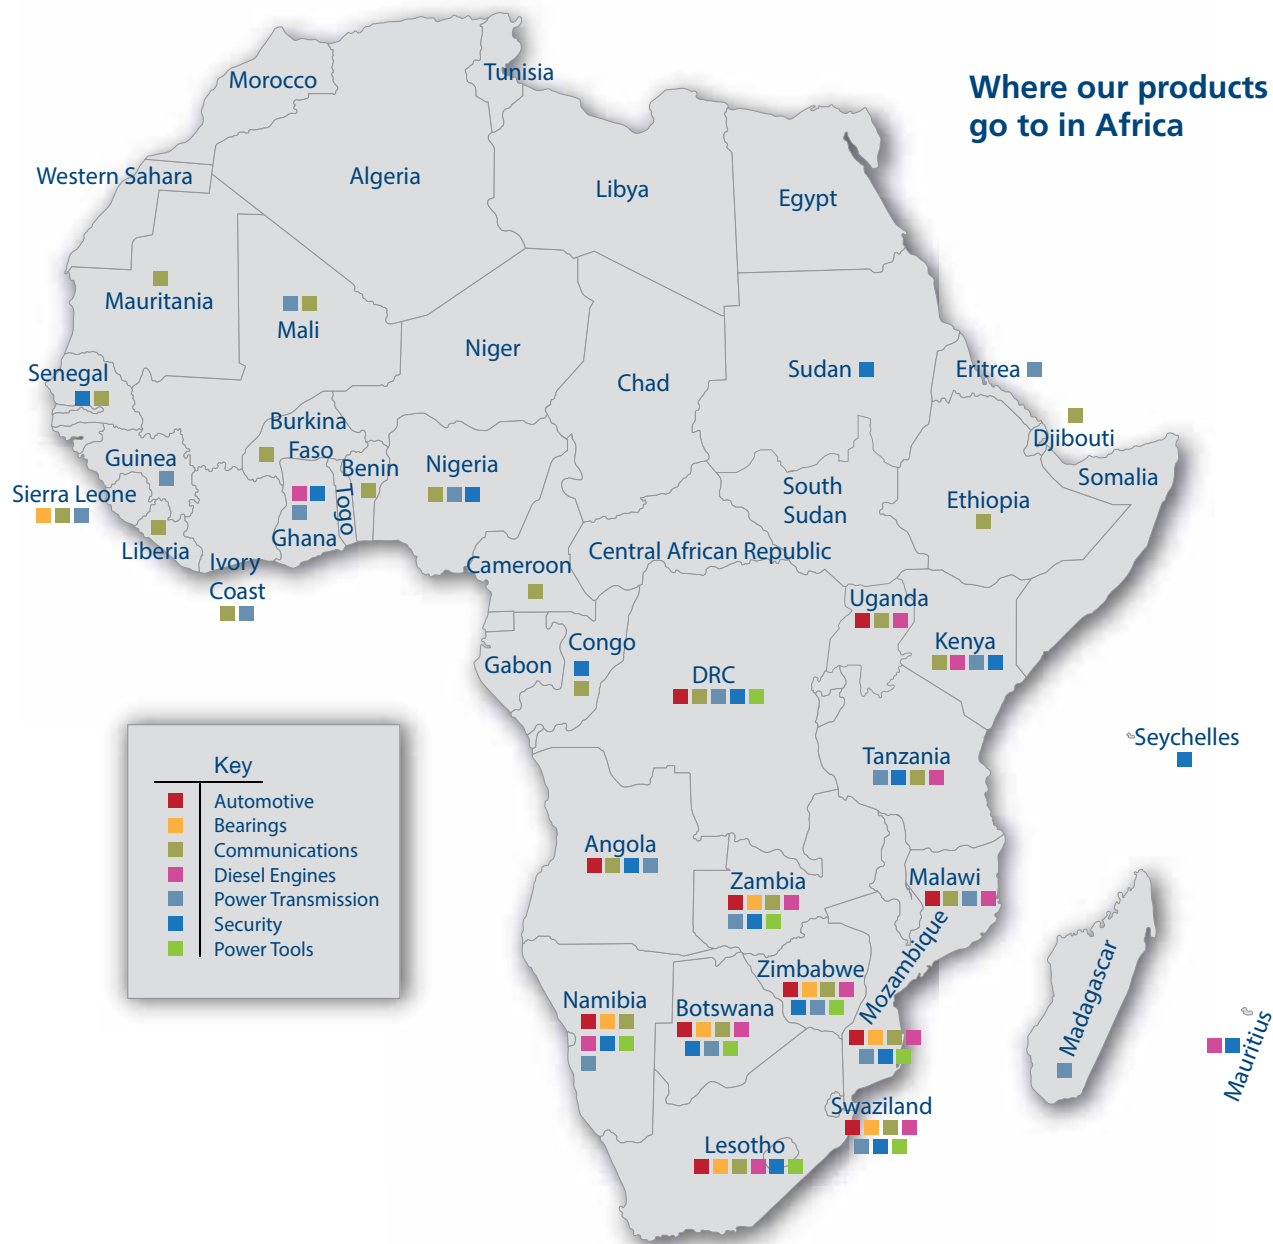 Where our products
go to in Africa
Morocco
Tunisia
Western Sahara
Algeria
Libya
Egypt
Mauritania
Mali
Niger
Chad
Sudan
Eritrea
Senegal
Burkina
Faso
Djibouti
Guinea
Benin
Nigeria
Somalia
Sierra Leone
Togo
South
Sudan
Ethiopia
Liberia
Ghana
Ivory
Coast
Cameroon
Central African Republic
Uganda
Kenya
Gabon
Congo
DRC
Seychelles
Tanzania
Key
Automotive
Bearings
Communications
Diesel Engines
Power Transmission
Security
Power Tools
Angola
Zambia
Malawi
Mozambique
Zimbabwe
Namibia
Botswana
Madagascar
Mauritius
Swaziland
Lesotho